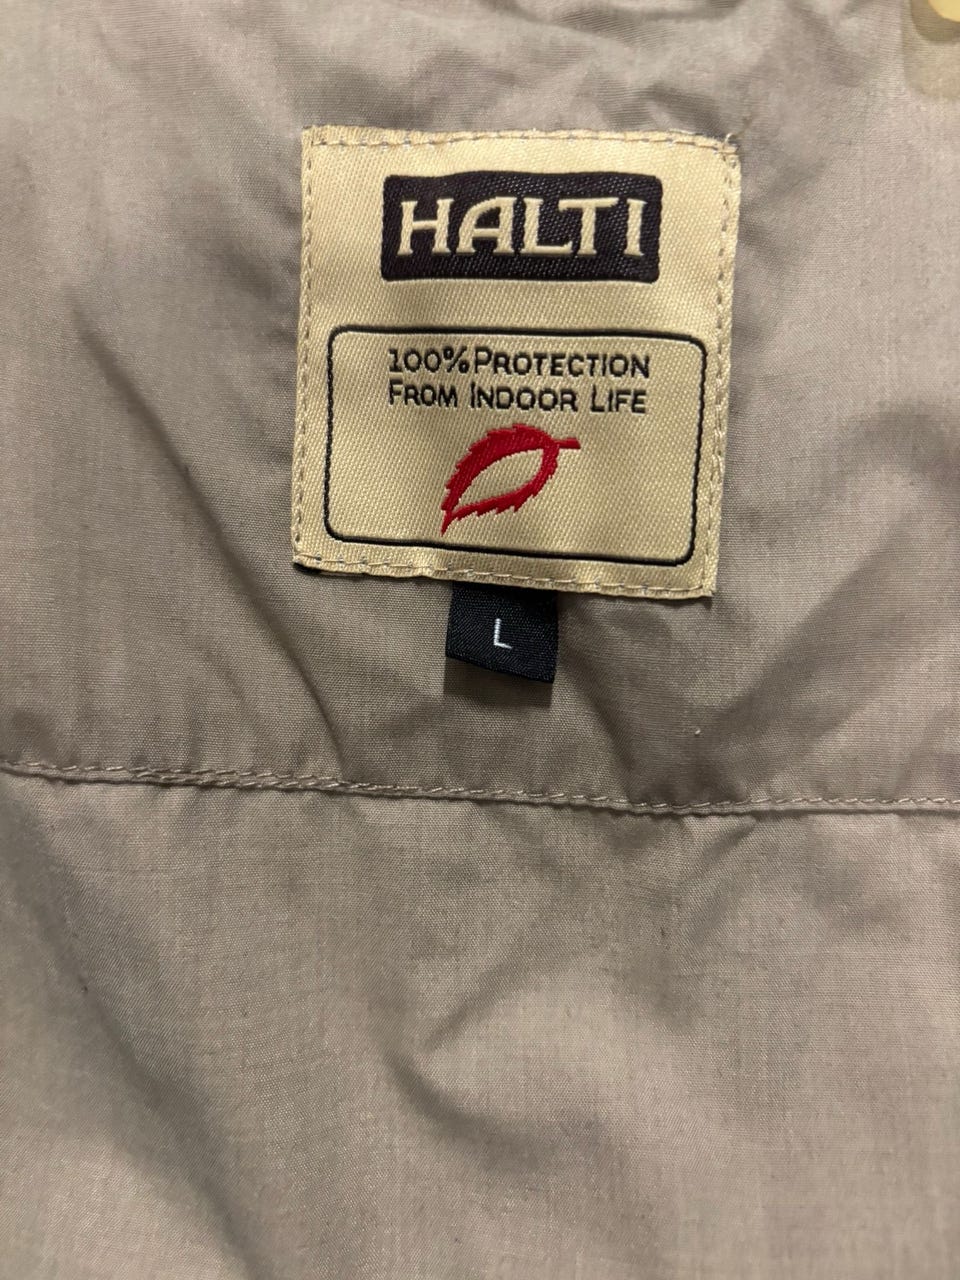 HALTI
100% PROTECTION
FROM INDOOR LIFE
L